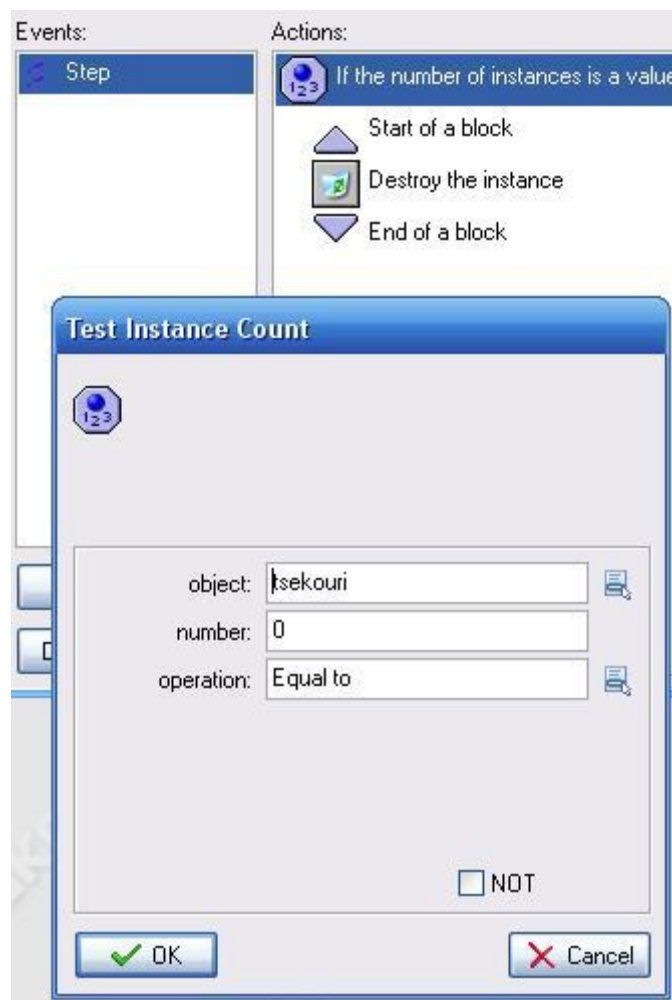 Events:
Actions:
Step
If the number of instances is a value
Start of a block
Destroy the instance
End of a block
Test Instance Count
object: tsekouri
number: 0
operation: Equal to
NOT
OK
Cancel